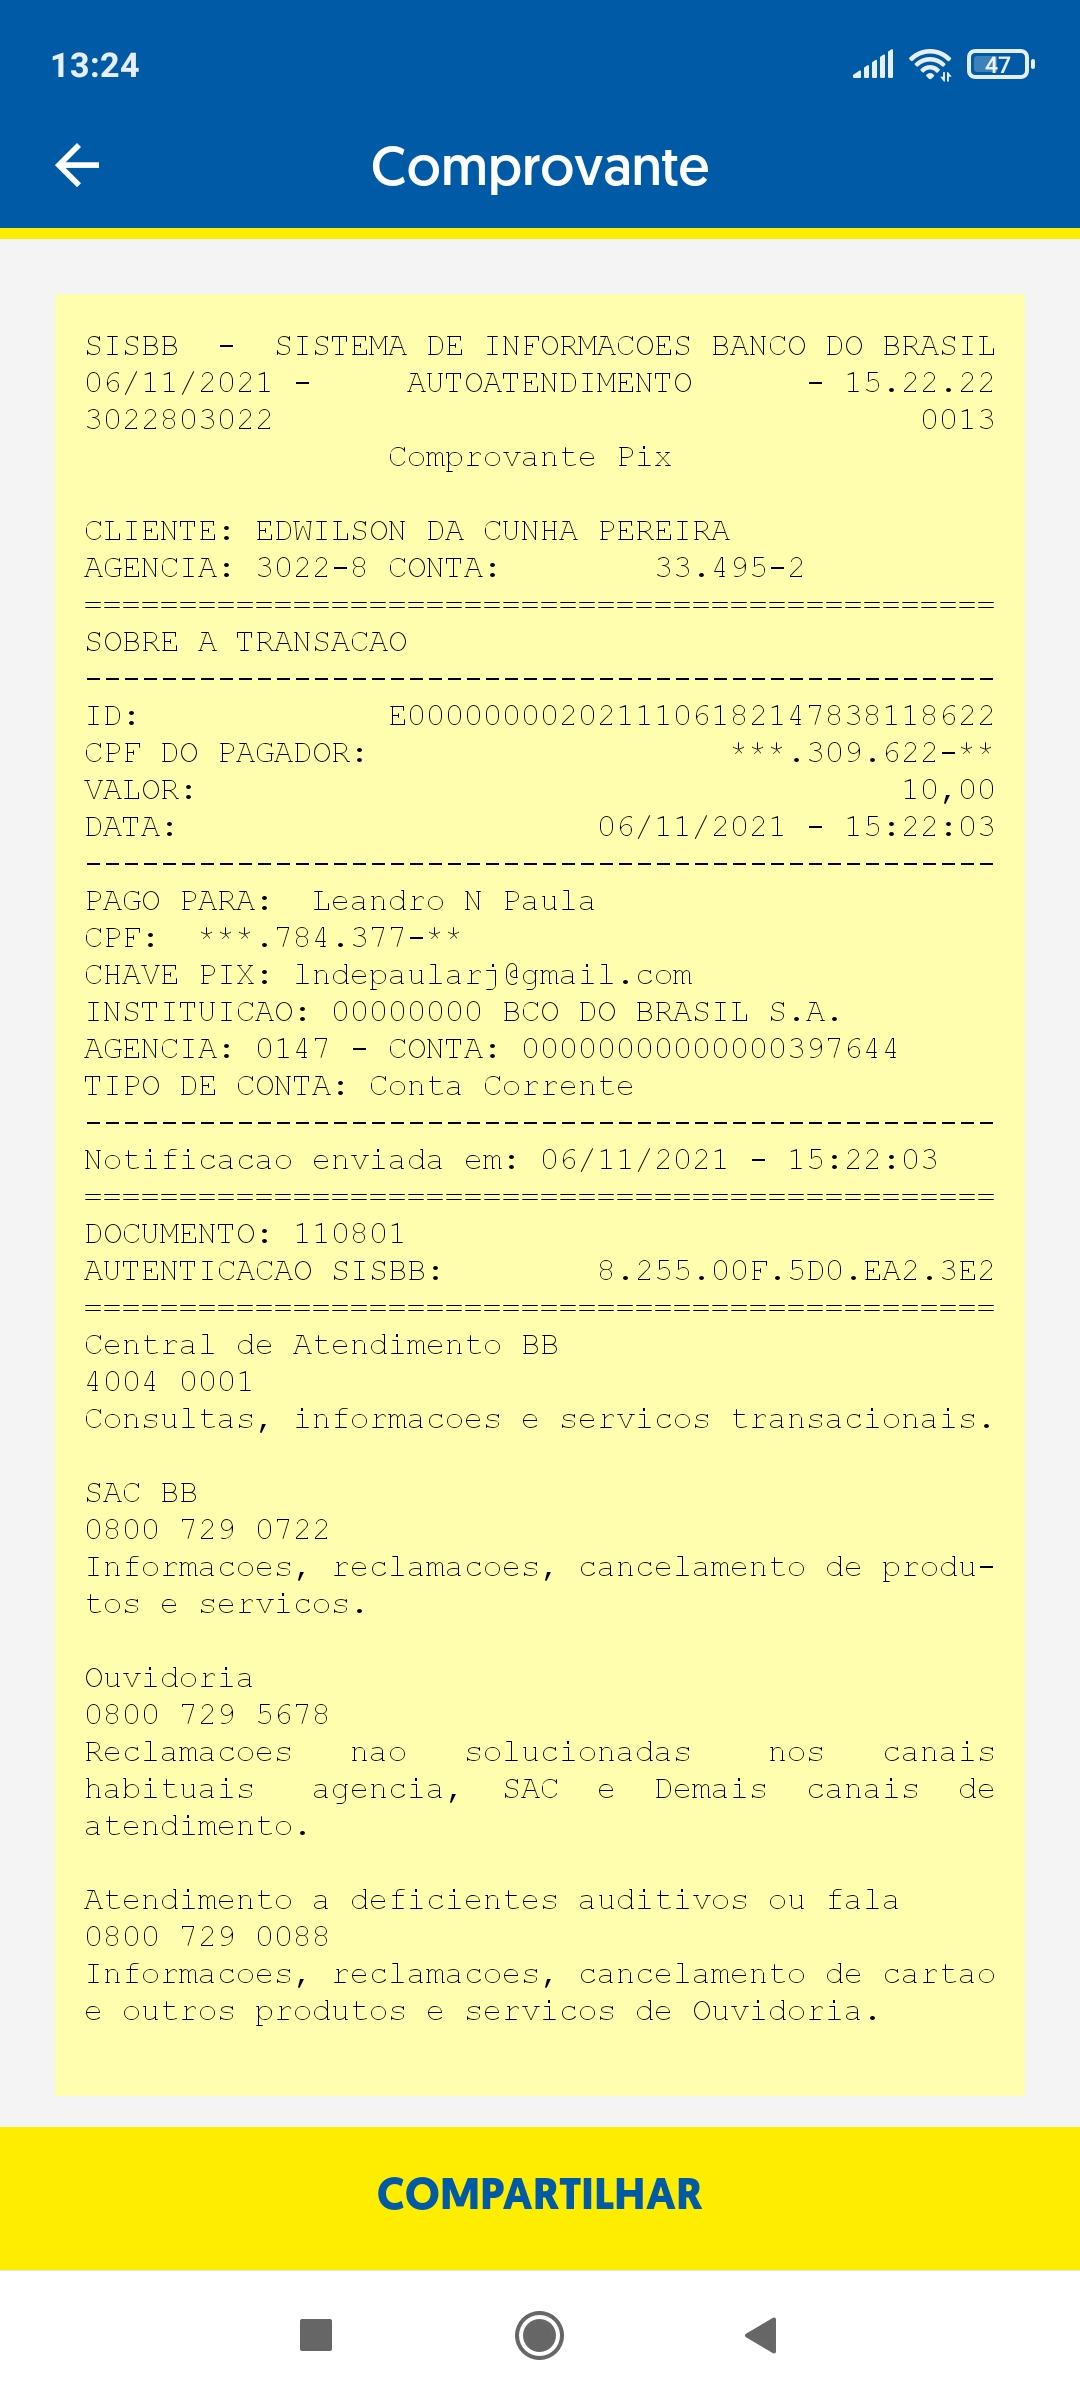 13:24
47
Comprovante
SISBB - SISTEMA DE INFORMACOES BANCO DO BRASIL
06/11/2021 - AUTOATENDIMENTO - 15.22.22
3022803022 0013
Comprovante Pix
CLIENTE: EDWILSON DA CUNHA PEREIRA
AGENCIA: 3022-8 CONTA: 33.495-2
================================================
SOBRE A TRANSACAO
------------------------------------------------
ID: E00000000202111061821478381186​22
CPF DO PAGADOR: ***.309.622-**
VALOR: 10,00
DATA: 06/11/2021 - 15:22:03
------------------------------------------------
PAGO PARA: Leandro N Paula
CPF: ***.784.377-**
CHAVE PIX: lndepaularj@gmail.com
INSTITUICAO: 00000000 BCO DO BRASIL S.A.
AGENCIA: 0147 - CONTA: 00000000000000397644
TIPO DE CONTA: Conta Corrente
------------------------------------------------
Notificacao enviada em: 06/11/2021 - 15:22:03
================================================
DOCUMENTO: 110801
AUTENTICACAO SISBB: 8.255.00F.5D0.EA2.3E2
================================================
Central de Atendimento BB
4004 0001
Consultas, informacoes e servicos transacionais.
SAC BB
0800 729 0722
Informacoes, reclamacoes, cancelamento de produ-
tos e servicos.
Ouvidoria
0800 729 5678
Reclamacoes nao solucionadas nos canais
habituais agencia, SAC e Demais canais de
atendimento.
Atendimento a deficientes auditivos ou fala
0800 729 0088
Informacoes, reclamacoes, cancelamento de cartao
e outros produtos e servicos de Ouvidoria.
COMPARTILHAR